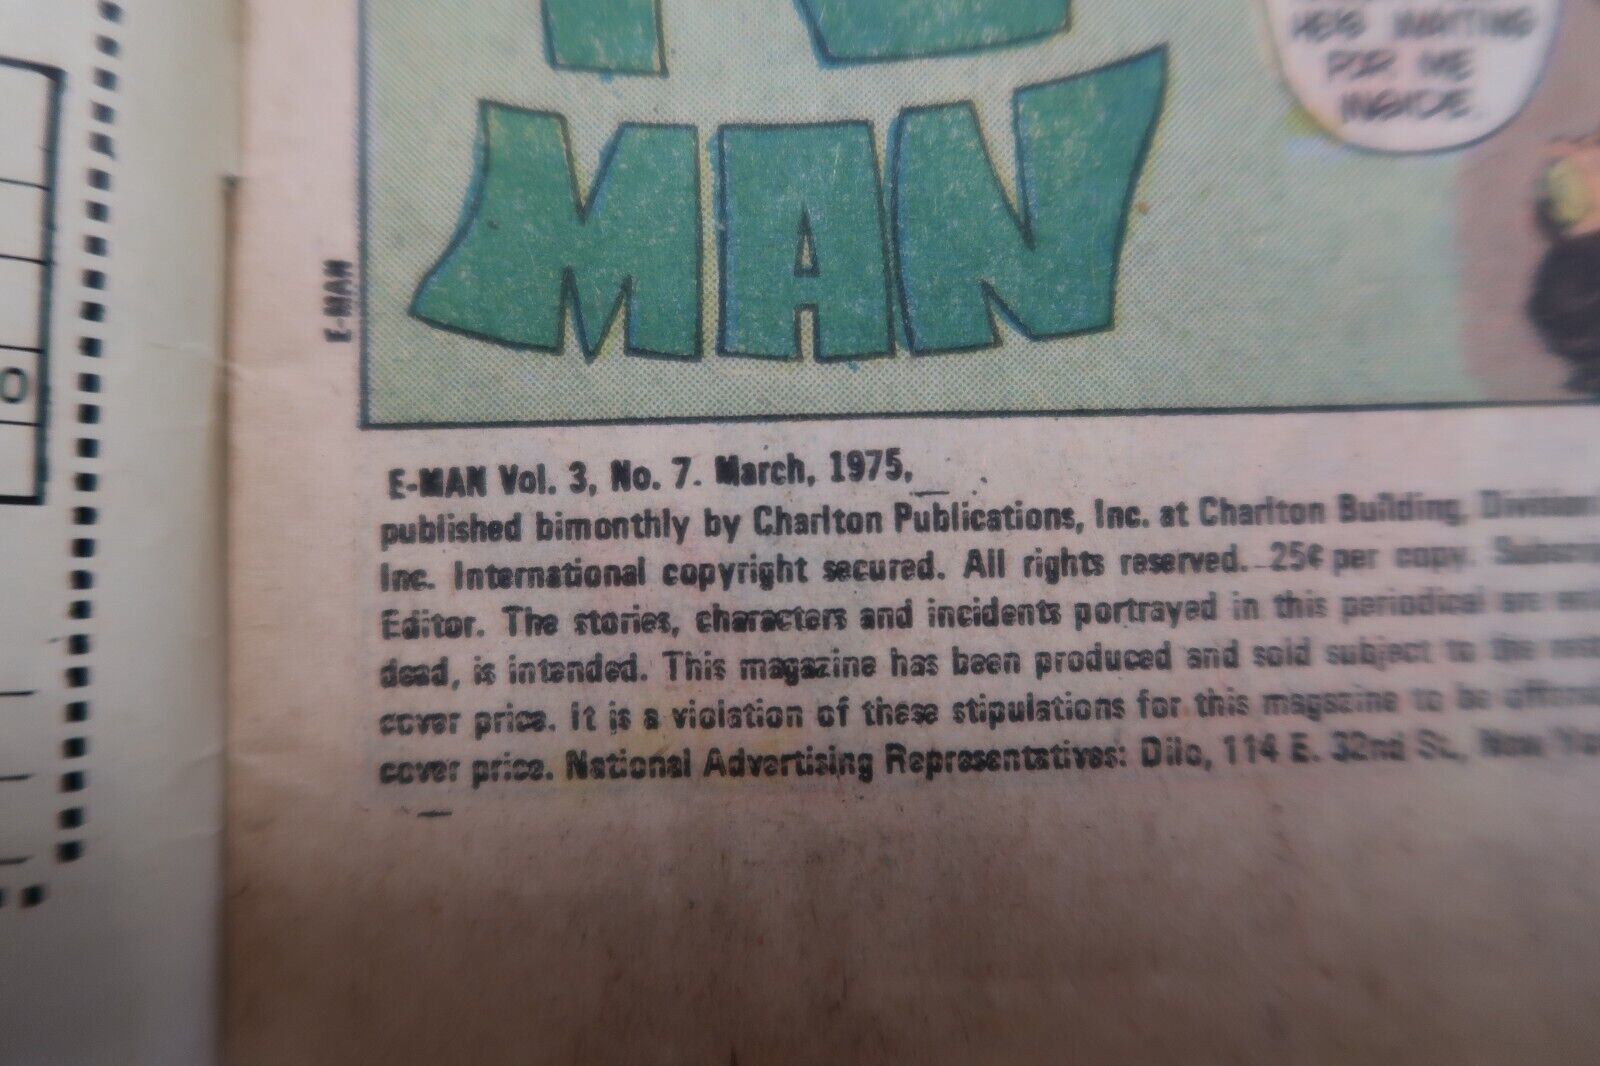 HE'S WAITING
FOR ME
INSIDE.
MAN
E-MAN
O
E-MAN Vol. 3, No. 7. March, 1975.
published bimonthly by Charlton Publications, Inc. at Charlton Building, Division
Inc. International copyright secured. All rights reserved. 25¢ per copy.
Editor. The stories, characters and incidents portrayed in this periodical are
dead, is intended. This magazine has been produced and sold subject to the
cover price. It is a violation of these stipulations for this magazine to be
cover price. National Advertising Representatives: Dilo, 114 E. 32nd St., New